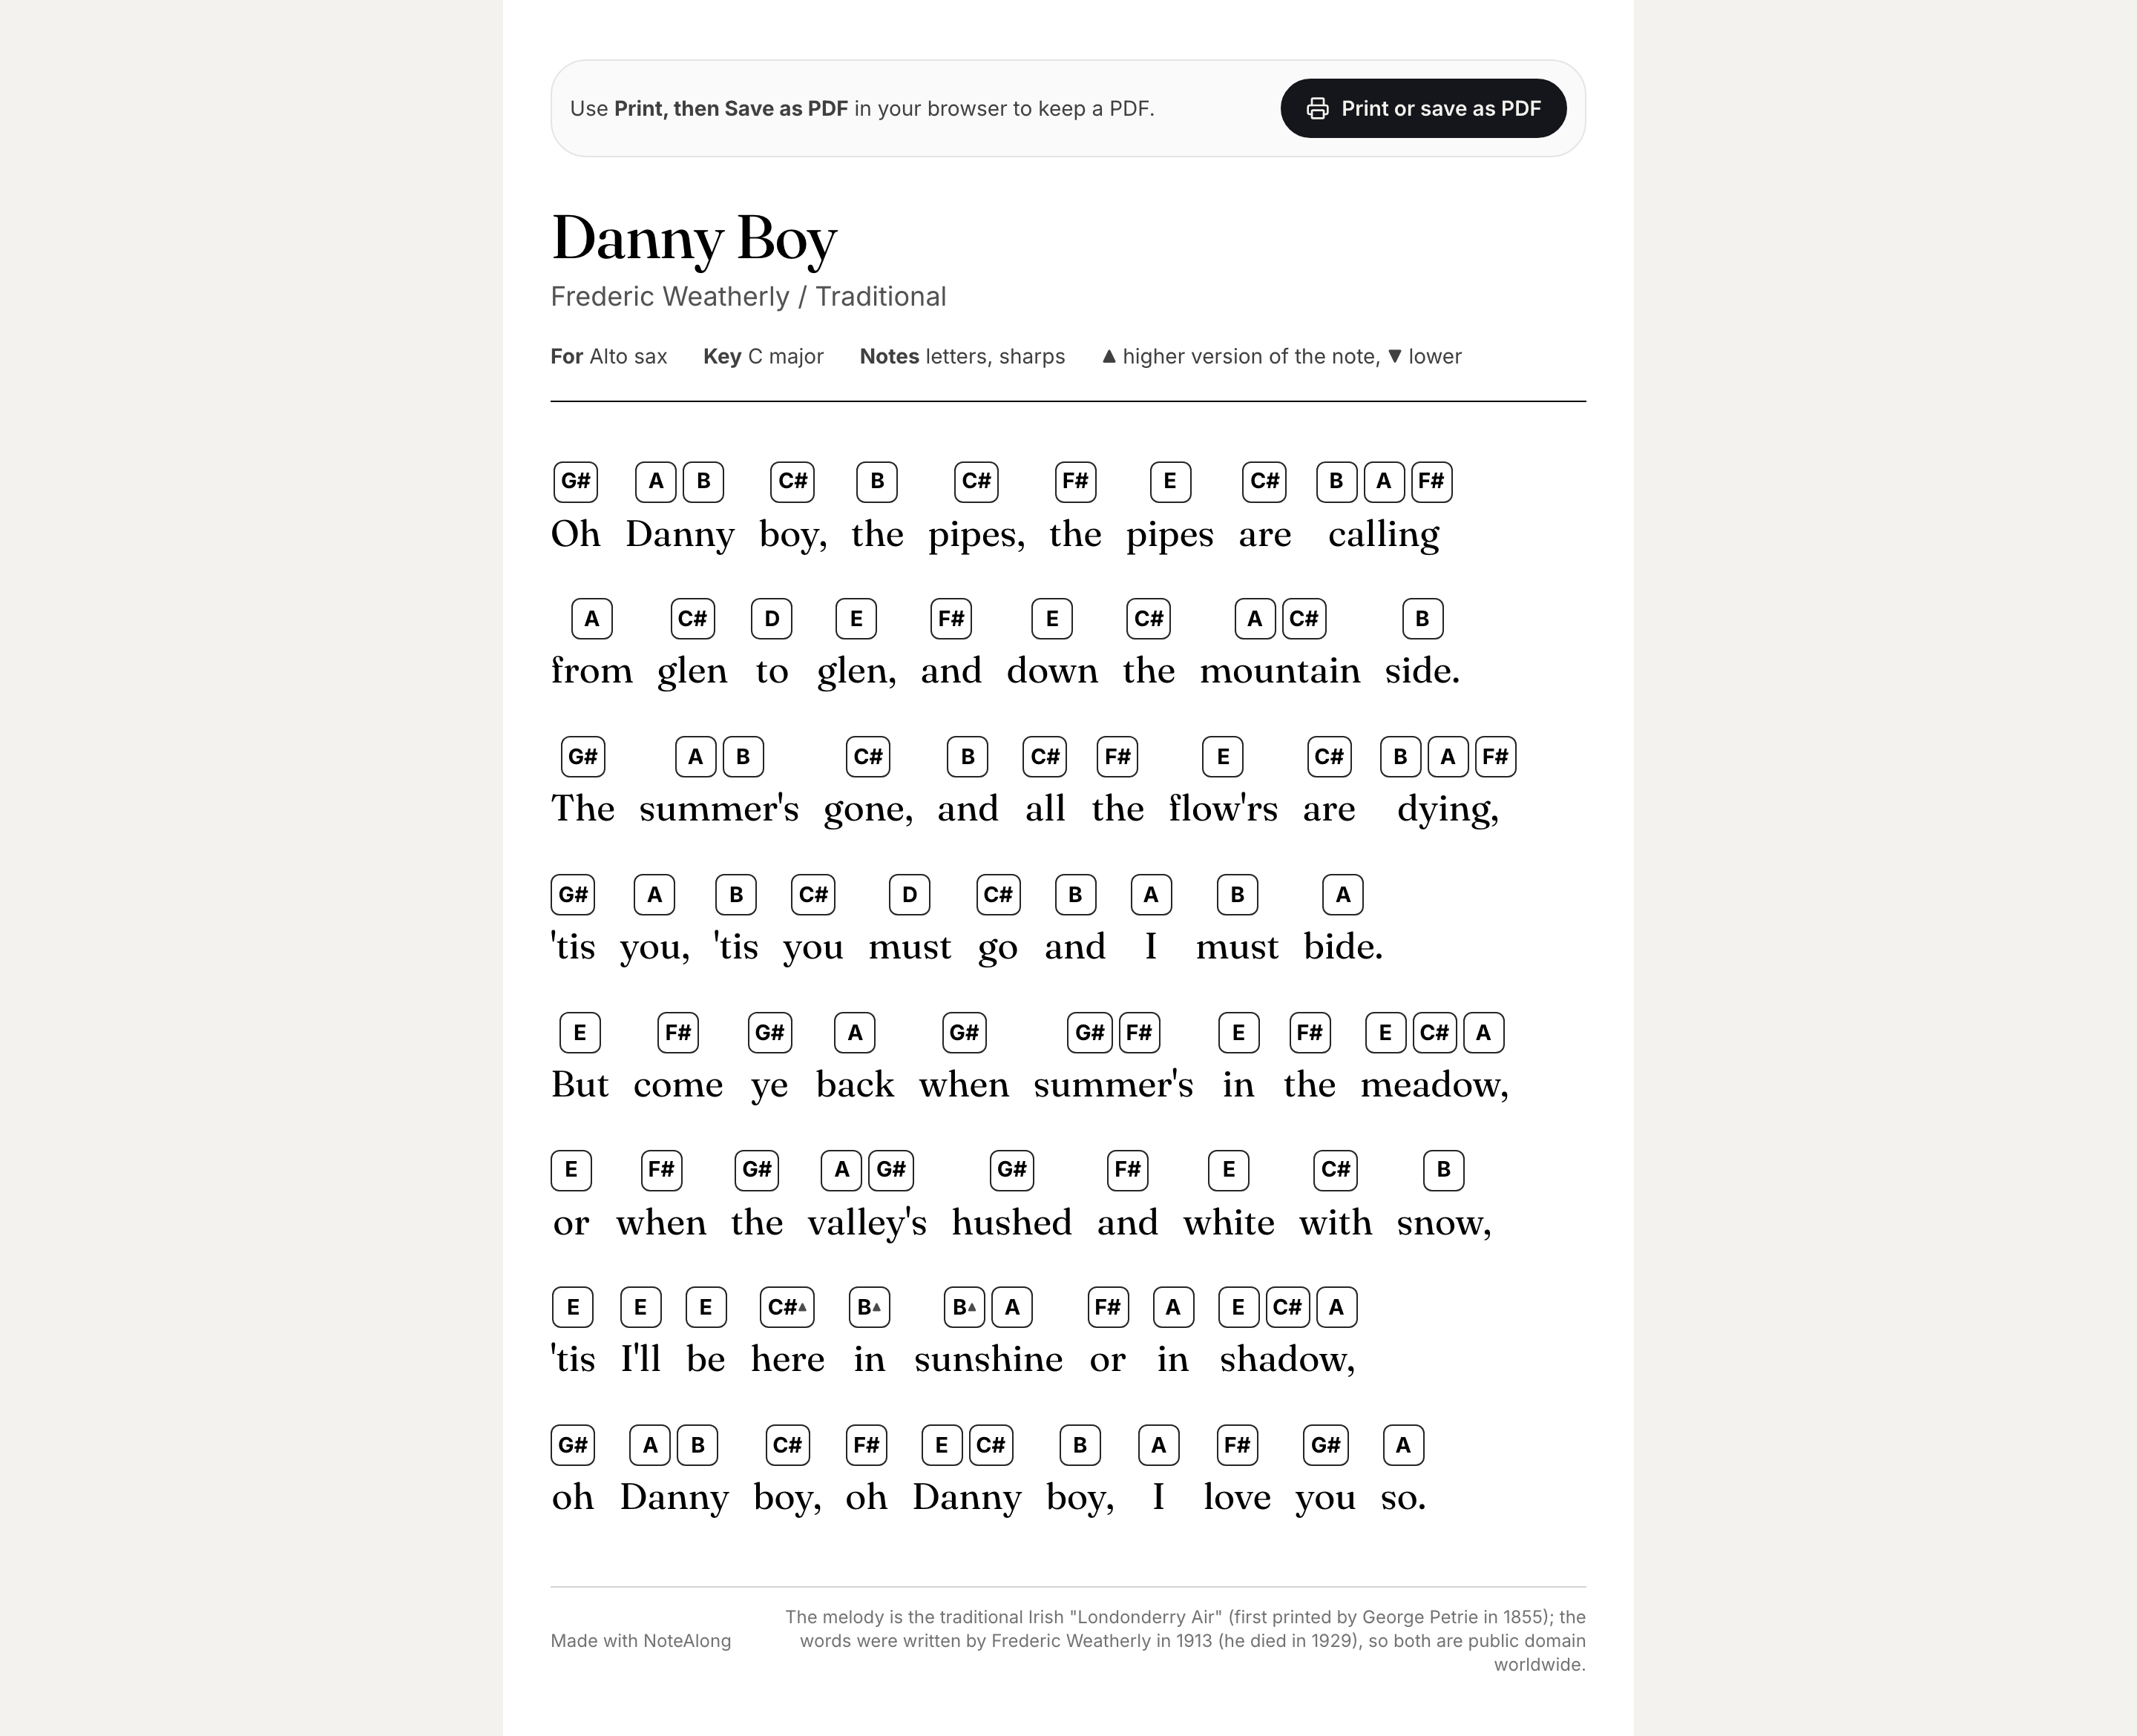 Use Print, then Save as PDF in your browser to keep a PDF.
Print or save as PDF
Danny Boy
Frederic Weatherly / Traditional
For Alto sax Key C major Notes letters, sharps ▲ higher version of the note, ▼ lower
G# A B C# B C# F# E C# B A F#
Oh Danny boy, the pipes, the pipes are calling
A C# D E F# E C# A C# B
from glen to glen, and down the mountain side.
G# A B C# B C# F# E C# B A F#
The summer's gone, and all the flow'rs are dying,
G# A B C# D C# B A B A
'tis you, 'tis you must go and I must bide.
E F# G# A G# G# F# E F# E C# A
But come ye back when summer's in the meadow,
E F# G# A G# G# F# E C# B
or when the valley's hushed and white with snow,
E E E C#▲ B▲ B▲ A F# A E C# A
'tis I'll be here in sunshine or in shadow,
G# A B C# F# E C# B A F# G# A
oh Danny boy, oh Danny boy, I love you so.
Made with NoteAlong
The melody is the traditional Irish "Londonderry Air" (first printed by George Petrie in 1855); the
words were written by Frederic Weatherly in 1913 (he died in 1929), so both are public domain
worldwide.